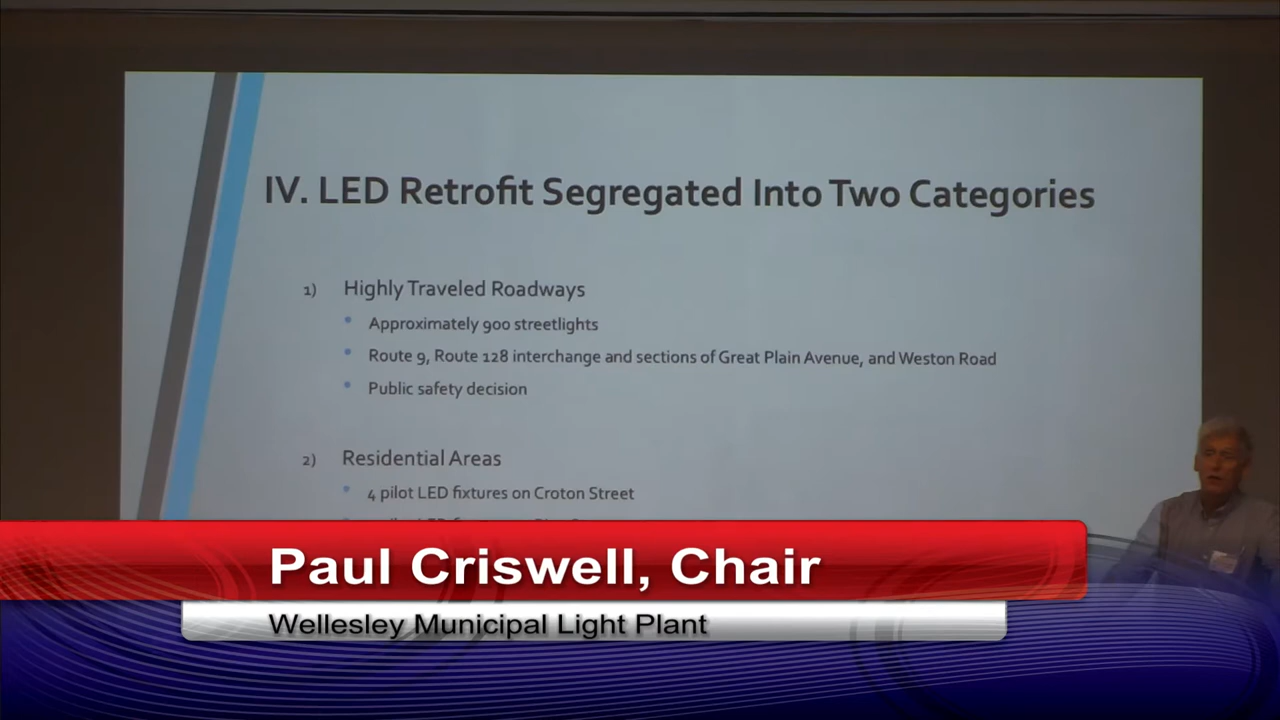 IV. LED Retrofit Segregated Into Two Categories
1) Highly Traveled Roadways
• Approximately 900 streetlights
• Route 9, Route 128 interchange and sections of Great Plain Avenue, and Weston Road
• Public safety decision
2) Residential Areas
• 4 pilot LED fixtures on Croton Street
Paul Criswell, Chair
Wellesley Municipal Light Plant